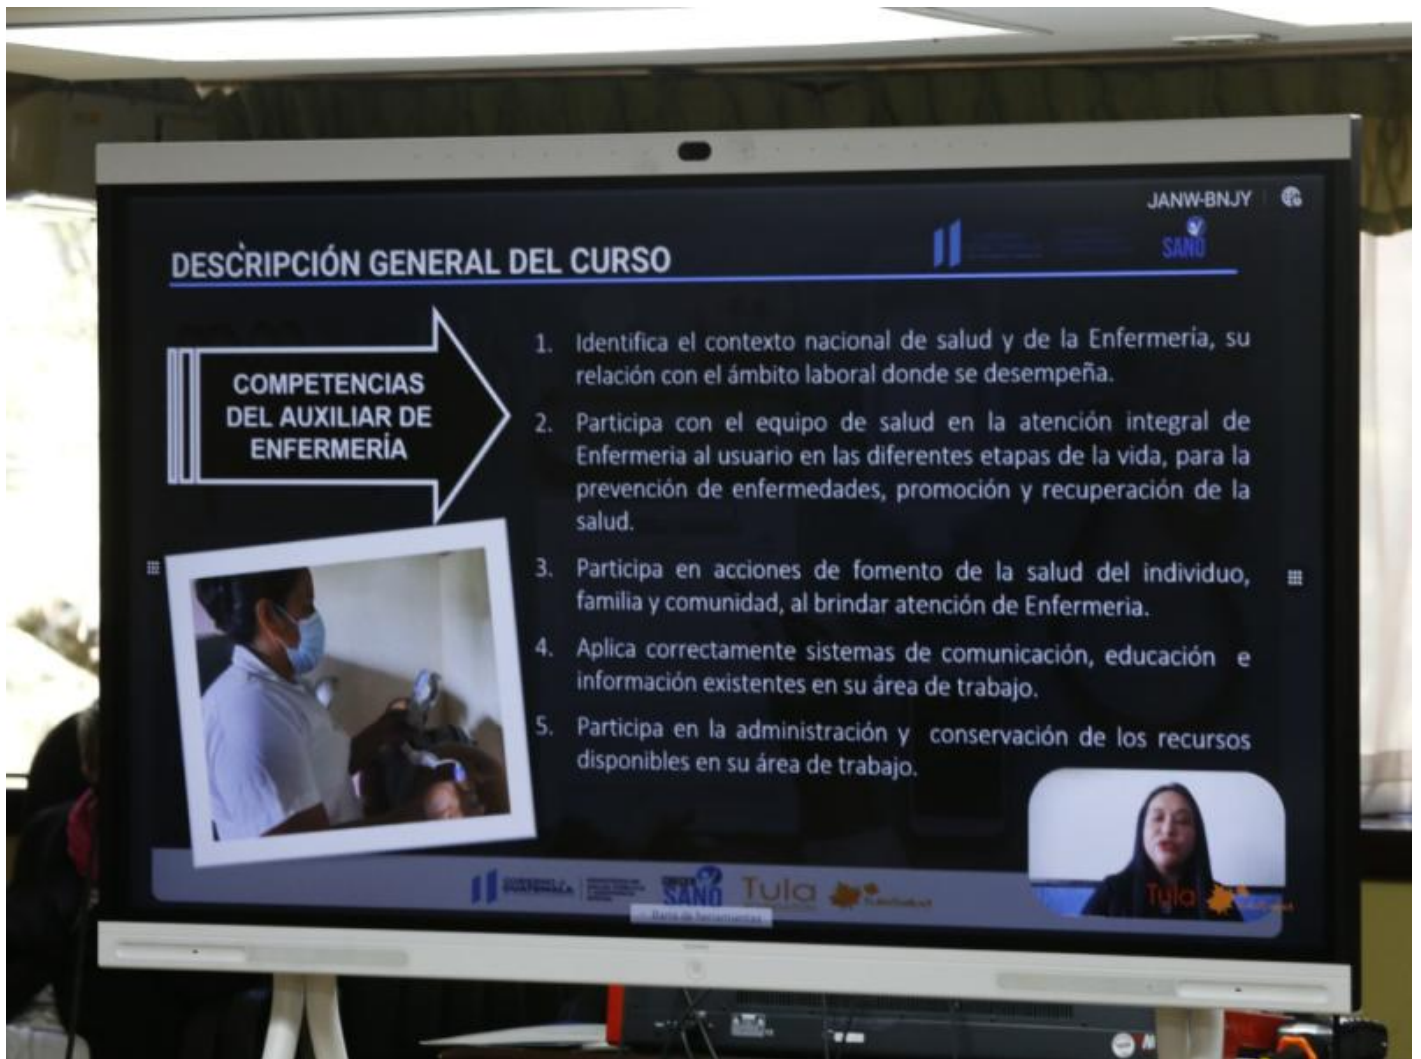 JANW-BNJY
SANO
DESCRIPCIÓN GENERAL DEL CURSO
COMPETENCIAS
DEL AUXILIAR DE
ENFERMERÍA
1. Identifica el contexto nacional de salud y de la Enfermería, su
relación con el ámbito laboral donde se desempeña.
2. Participa con el equipo de salud en la atención integral de
Enfermeria al usuario en las diferentes etapas de la vida, para la
prevención de enfermedades, promoción y recuperación de la
salud.
3. Participa en acciones de fomento de la salud del individuo,
familia y comunidad, al brindar atención de Enfermeria.
4. Aplica correctamente sistemas de comunicación, educación e
información existentes en su área de trabajo.
5. Participa en la administración y conservación de los recursos
disponibles en su área de trabajo.
GUATEMALA
SANO
Tula
Barra de herramientas
Tula